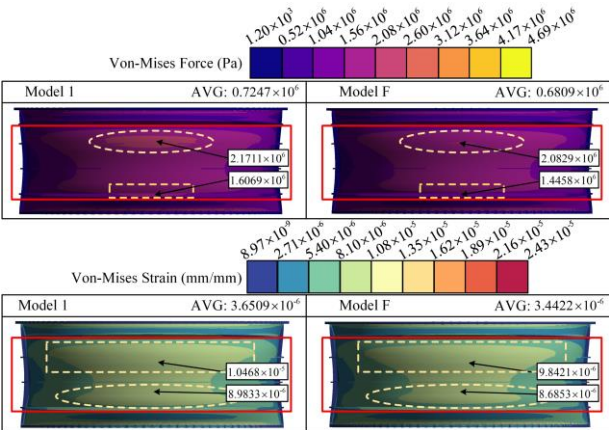 1.20×10³ 0.52×10⁶ 1.04×10⁶ 1.56×10⁶ 2.08×10⁶ 2.60×10⁶ 3.12×10⁶ 3.64×10⁶ 4.17×10⁶ 4.69×10⁶
Von-Mises Force (Pa)
Model 1 AVG: 0.7247×10⁶ Model F AVG: 0.6809×10⁶
2.1711×10⁶ 2.0829×10⁶
1.6069×10⁶ 1.4458×10⁶
8.97×10⁻⁹ 2.71×10⁻⁶ 5.40×10⁻⁶ 8.10×10⁻⁶ 1.08×10⁻⁵ 1.35×10⁻⁵ 1.62×10⁻⁵ 1.89×10⁻⁵ 2.16×10⁻⁵ 2.43×10⁻⁵
Von-Mises Strain (mm/mm)
Model 1 AVG: 3.6509×10⁻⁶ Model F AVG: 3.4422×10⁻⁶
1.0468×10⁻⁵ 9.8421×10⁻⁶
8.9833×10⁻⁶ 8.6853×10⁻⁶